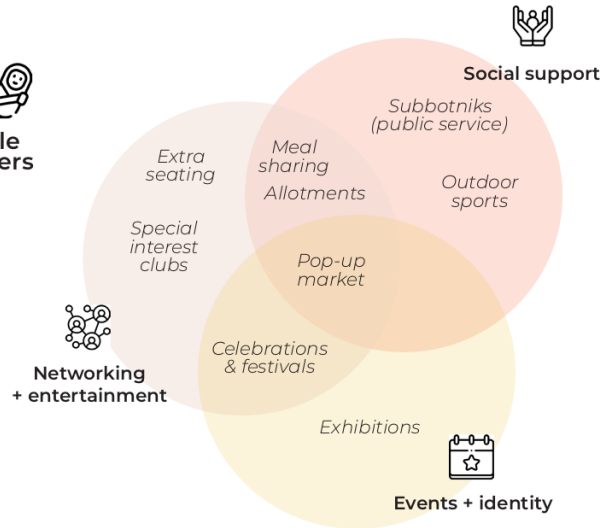 Social support
Subbotniks
(public service)
Meal
sharing
Extra
seating
Outdoor
sports
Allotments
Special
interest
clubs
Pop-up
market
Celebrations
& festivals
Networking
+ entertainment
Exhibitions
Events + identity